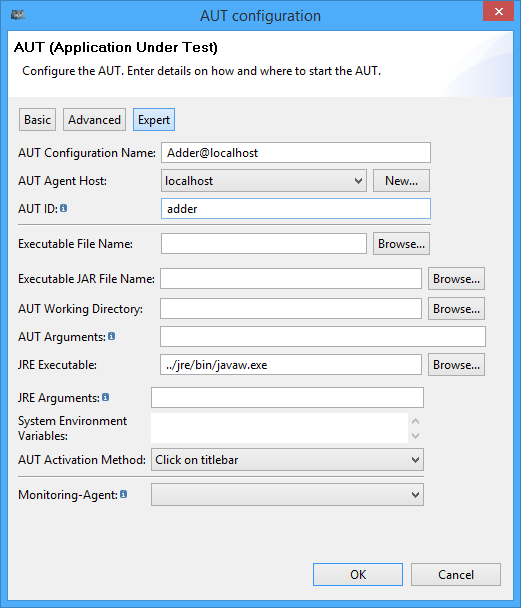 AUT configuration
AUT (Application Under Test)
Configure the AUT. Enter details on how and where to start the AUT.
Basic Advanced Expert
AUT Configuration Name: Adder@localhost
AUT Agent Host: localhost New...
AUT ID: adder
Executable File Name: Browse...
Executable JAR File Name: Browse...
AUT Working Directory: Browse...
AUT Arguments:
JRE Executable: ../jre/bin/javaw.exe Browse...
JRE Arguments:
System Environment
Variables:
AUT Activation Method: Click on titlebar
Monitoring-Agent:
OK Cancel